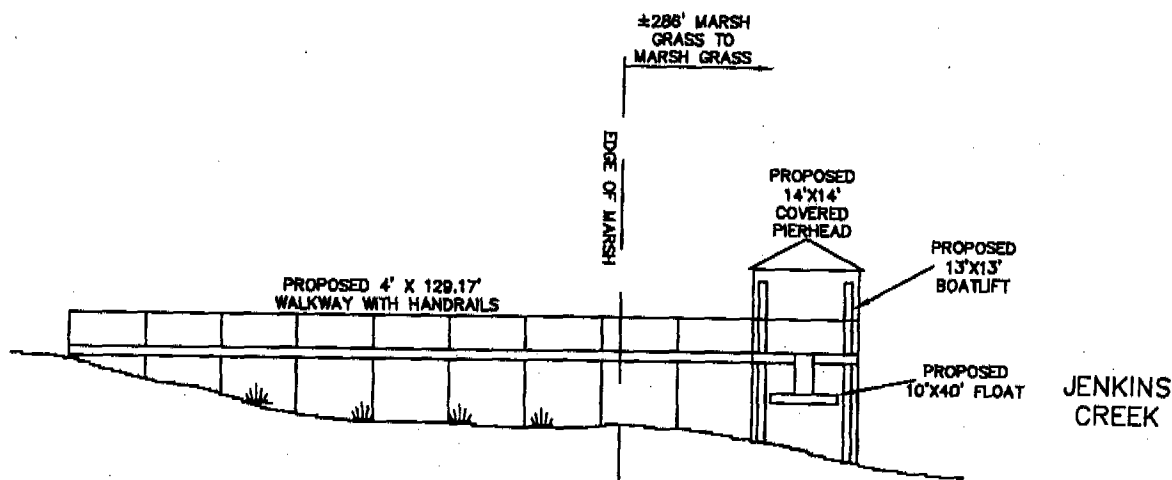 ±286' MARSH
GRASS TO
MARSH GRASS
EDGE OF MARSH
PROPOSED
14'X14'
COVERED
PIERHEAD
PROPOSED
13'X13'
BOATLIFT
PROPOSED 4' X 129.17'
WALKWAY WITH HANDRAILS
PROPOSED
10'X40' FLOAT
JENKINS
CREEK